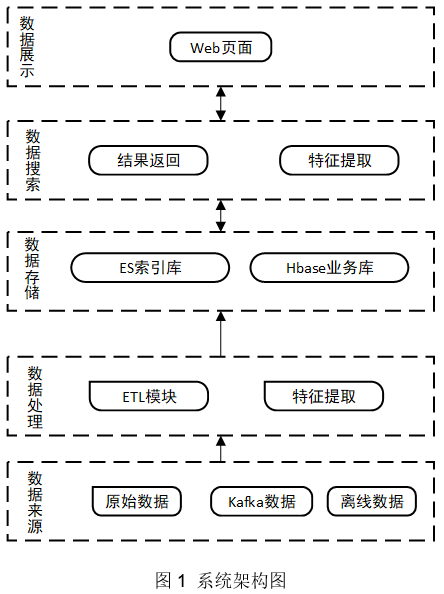 数据展示
Web页面
数据搜索
结果返回
特征提取
数据存储
ES索引库
Hbase业务库
数据处理
ETL模块
特征提取
数据来源
原始数据
Kafka数据
离线数据
图 1 系统架构图